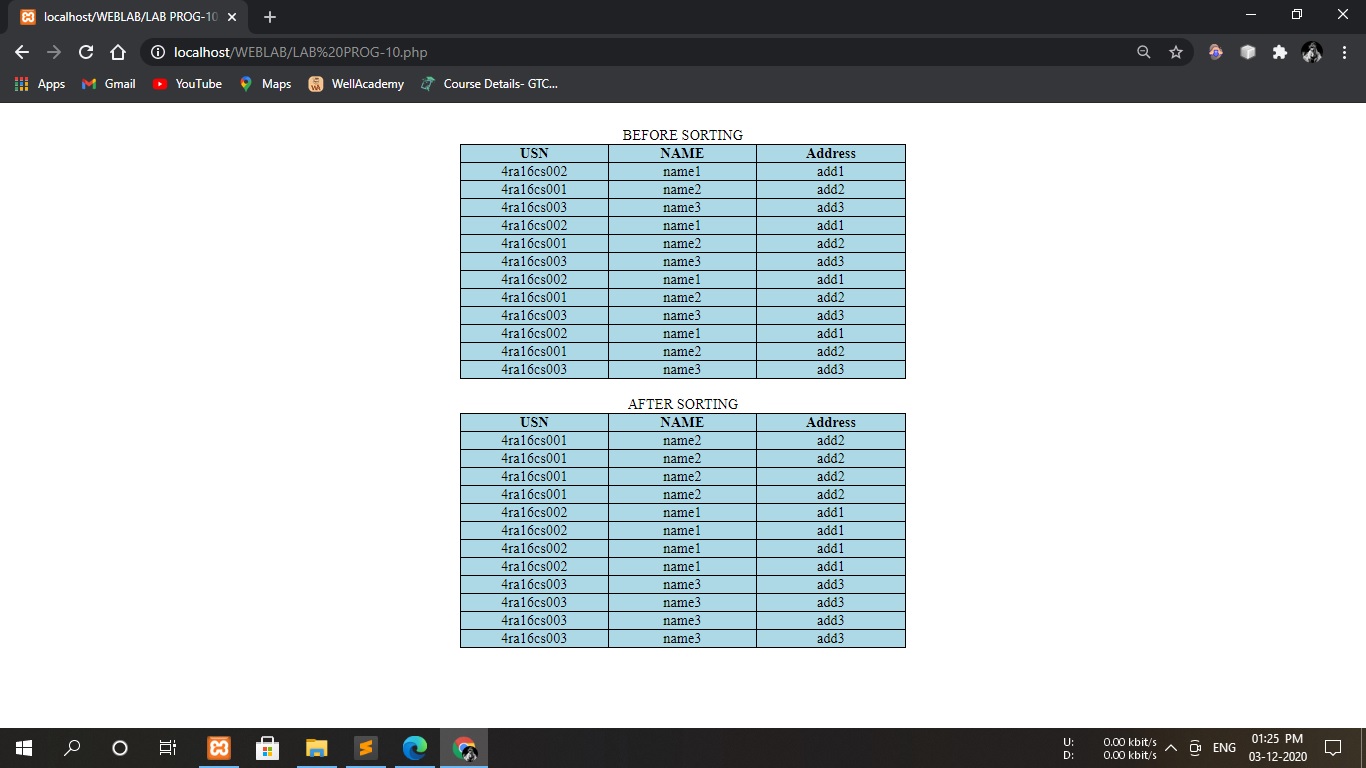 localhost/WEBLAB/LAB PROG-10
localhost/WEBLAB/LAB%20PROG-10.php
Apps Gmail YouTube Maps WellAcademy Course Details- GTC...
BEFORE SORTING
USN NAME Address
4ra16cs002 name1 add1
4ra16cs001 name2 add2
4ra16cs003 name3 add3
4ra16cs002 name1 add1
4ra16cs001 name2 add2
4ra16cs003 name3 add3
4ra16cs002 name1 add1
4ra16cs001 name2 add2
4ra16cs003 name3 add3
4ra16cs002 name1 add1
4ra16cs001 name2 add2
4ra16cs003 name3 add3
AFTER SORTING
USN NAME Address
4ra16cs001 name2 add2
4ra16cs001 name2 add2
4ra16cs001 name2 add2
4ra16cs001 name2 add2
4ra16cs002 name1 add1
4ra16cs002 name1 add1
4ra16cs002 name1 add1
4ra16cs002 name1 add1
4ra16cs003 name3 add3
4ra16cs003 name3 add3
4ra16cs003 name3 add3
4ra16cs003 name3 add3
U: 0.00 kbit/s
D: 0.00 kbit/s
ENG
01:25 PM
03-12-2020